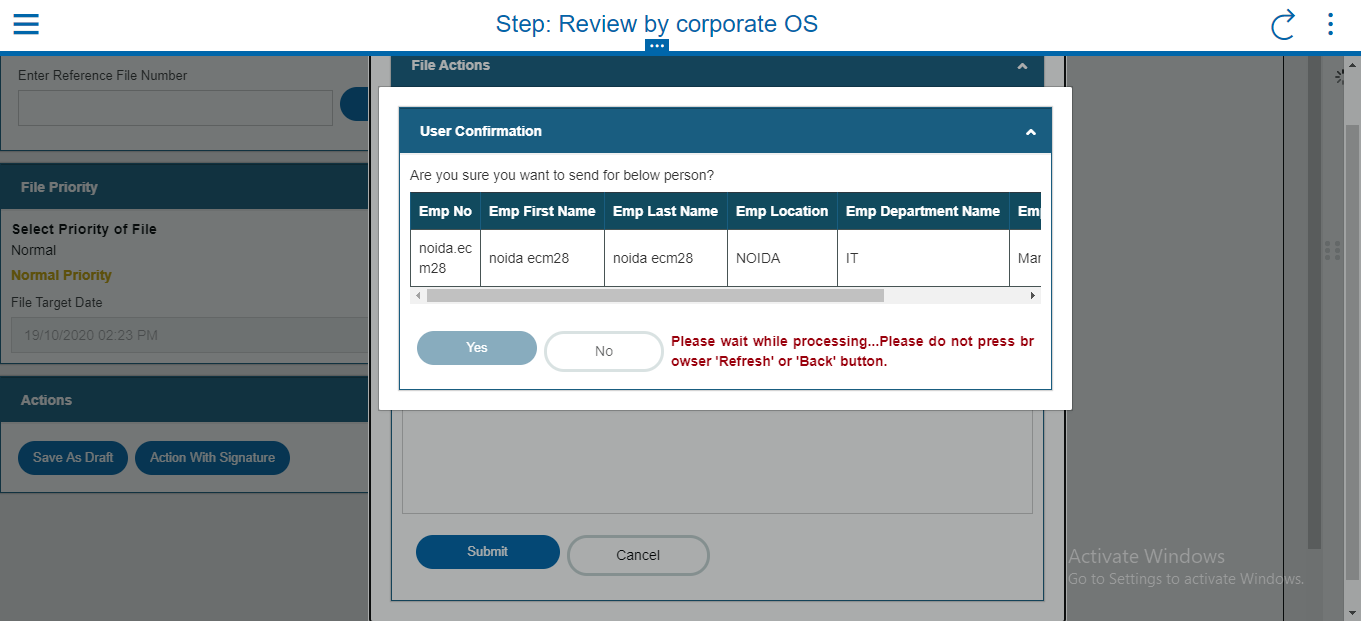 Step: Review by corporate OS
Enter Reference File Number
File Priority
Select Priority of File
Normal
Normal Priority
File Target Date
19/10/2020 02:23 PM
Actions
Save As Draft Action With Signature
File Actions
User Confirmation
Are you sure you want to send for below person?
Emp No Emp First Name Emp Last Name Emp Location Emp Department Name
noida.ec
m28
noida ecm28 noida ecm28 NOIDA IT
Yes No
Please wait while processing...Please do not press br
owser 'Refresh' or 'Back' button.
Submit Cancel
Activate Windows
Go to Settings to activate Windows.